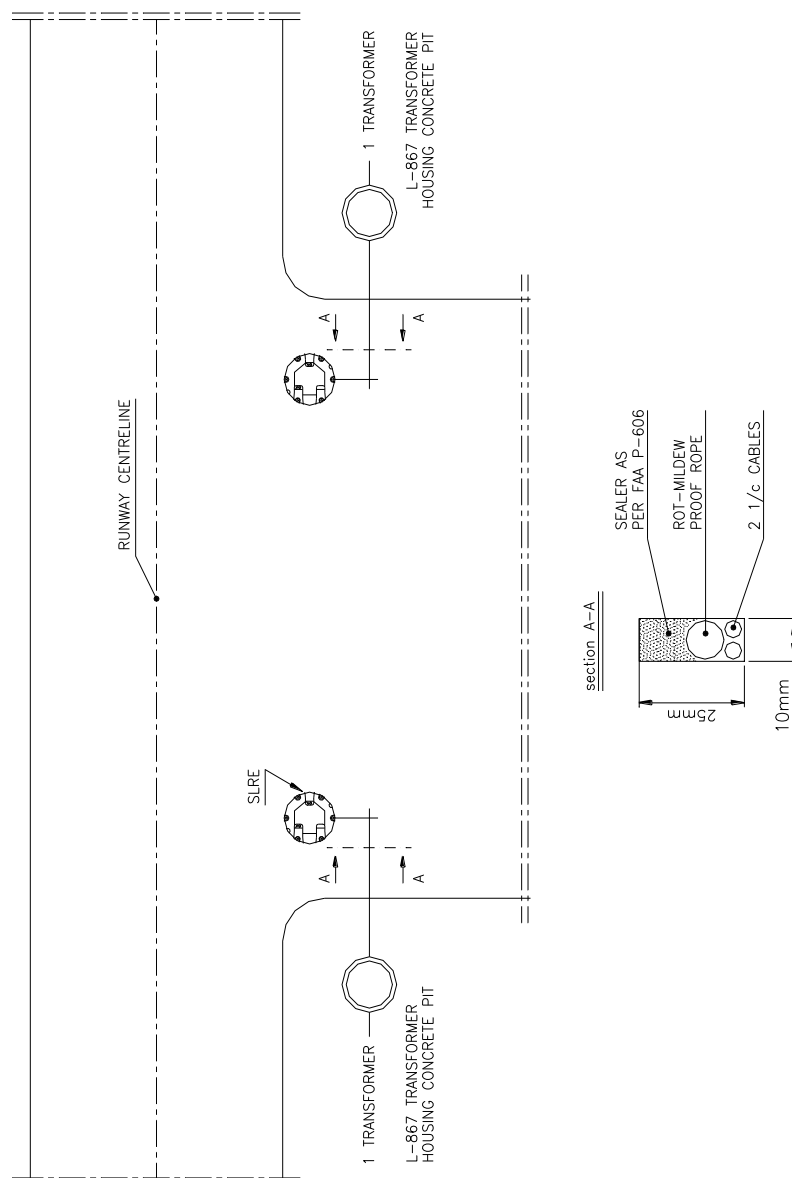 1 TRANSFORMER
L-867 TRANSFORMER
HOUSING CONCRETE PIT
RUNWAY CENTRELINE
A
A
SLRE
A
A
1 TRANSFORMER
L-867 TRANSFORMER
HOUSING CONCRETE PIT
section A-A
SEALER AS
PER FAA P-606
ROT-MILDEW
PROOF ROPE
2 1/c CABLES
25mm
10mm